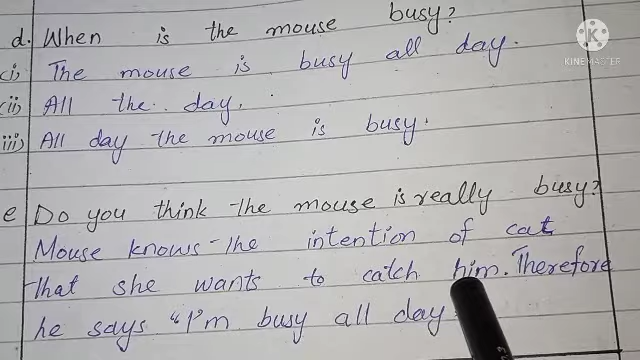 d. When is the mouse busy?
(i) The mouse is busy all day.
(ii) All the day.
(iii) All day the mouse is busy.
e Do you think the mouse is really busy?
Mouse knows the intention of cat
that she wants to catch him. Therefore
he says "I'm busy all day
KINEMASTER